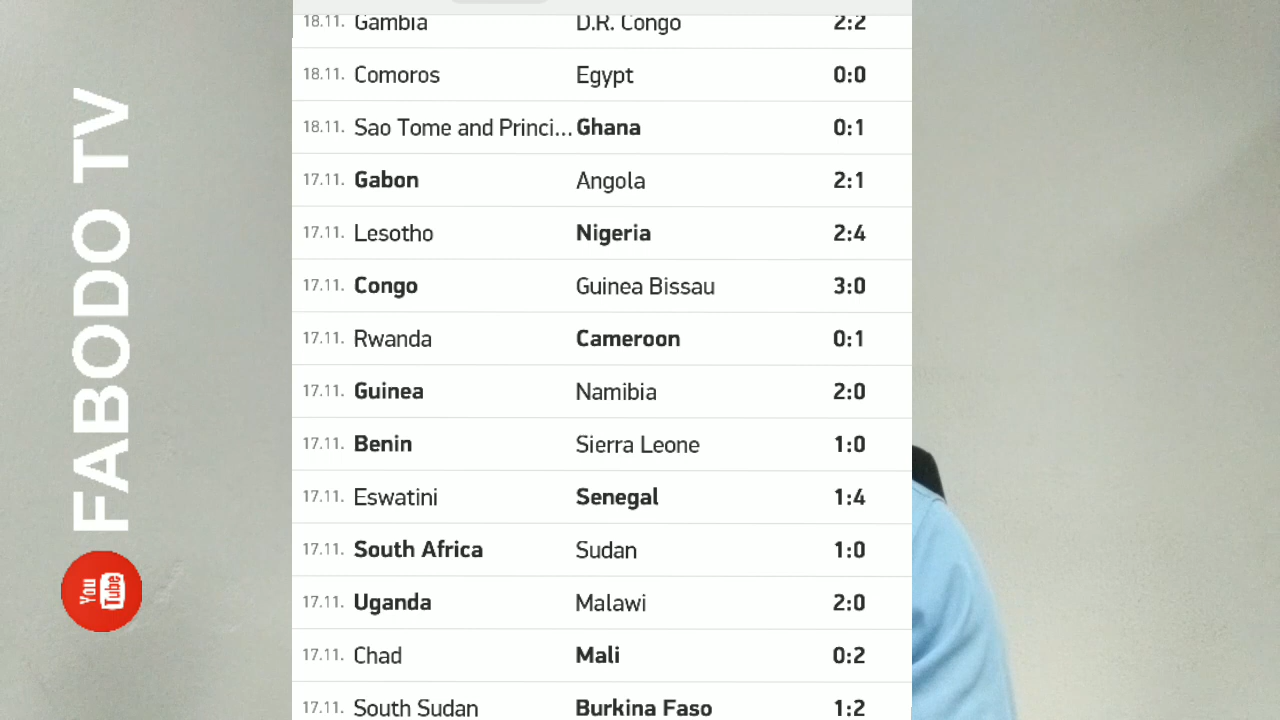 FABODO TV
You
Tube
18.11. Gambia D.R. Congo 2:2
18.11. Comoros Egypt 0:0
18.11. Sao Tome and Princi... Ghana 0:1
17.11. Gabon Angola 2:1
17.11. Lesotho Nigeria 2:4
17.11. Congo Guinea Bissau 3:0
17.11. Rwanda Cameroon 0:1
17.11. Guinea Namibia 2:0
17.11. Benin Sierra Leone 1:0
17.11. Eswatini Senegal 1:4
17.11. South Africa Sudan 1:0
17.11. Uganda Malawi 2:0
17.11. Chad Mali 0:2
17.11. South Sudan Burkina Faso 1:2